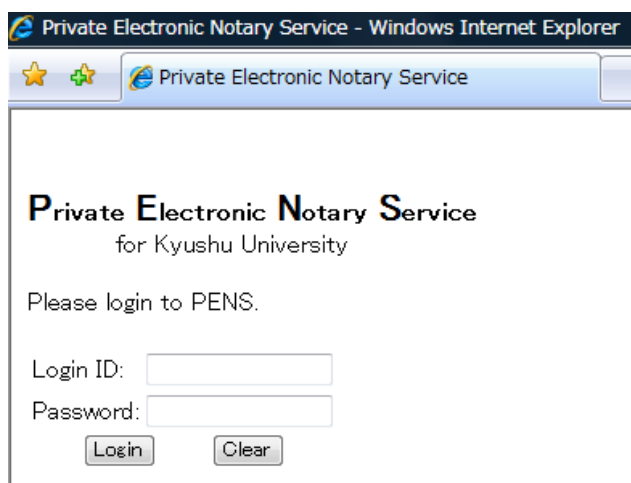 Private Electronic Notary Service - Windows Internet Explorer
Private Electronic Notary Service
Private Electronic Notary Service
for Kyushu University
Please login to PENS.
Login ID:
Password:
Login Clear